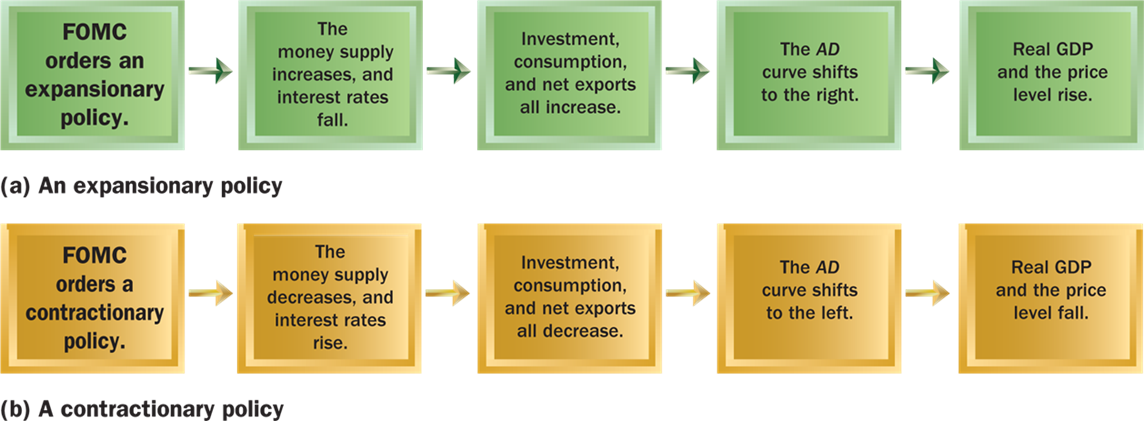 FOMC
orders an
expansionary
policy.
The
money supply
increases, and
interest rates
fall.
Investment,
consumption,
and net exports
all increase.
The AD
curve shifts
to the right.
Real GDP
and the price
level rise.
(a) An expansionary policy
FOMC
orders a
contractionary
policy.
The
money supply
decreases, and
interest rates
rise.
Investment,
consumption,
and net exports
all decrease.
The AD
curve shifts
to the left.
Real GDP
and the price
level fall.
(b) A contractionary policy